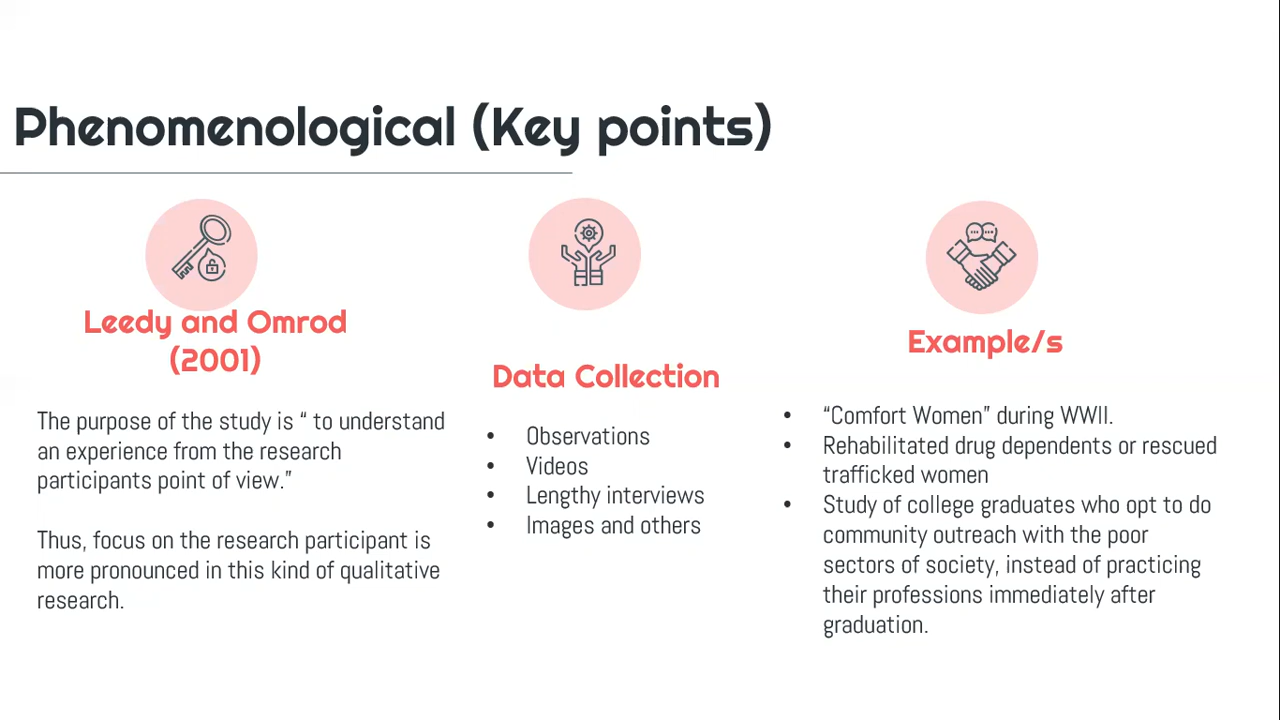 Phenomenological (Key points)
Leedy and Omrod
(2001)
The purpose of the study is “ to understand
an experience from the research
participants point of view.”
Thus, focus on the research participant is
more pronounced in this kind of qualitative
research.
Data Collection
• Observations
• Videos
• Lengthy interviews
• Images and others
Example/s
• “Comfort Women” during WWII.
• Rehabilitated drug dependents or rescued
trafficked women
• Study of college graduates who opt to do
community outreach with the poor
sectors of society, instead of practicing
their professions immediately after
graduation.